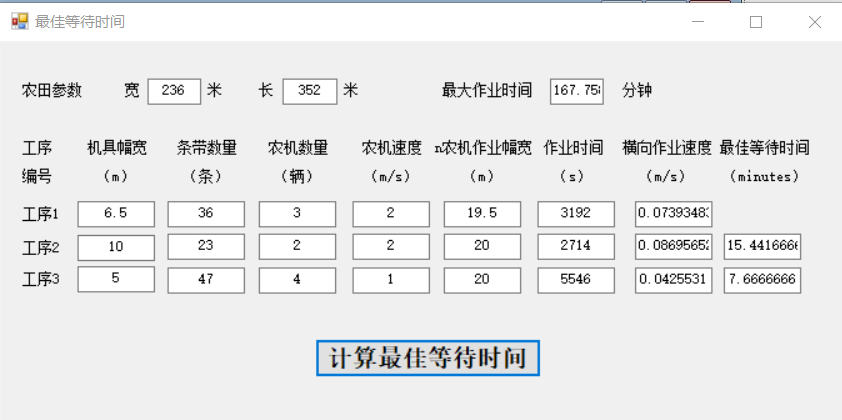 最佳等待时间
农田参数 宽 236 米 长 352 米 最大作业时间 167.758 分钟
工序 机具幅宽 条带数量 农机数量 农机速度 n农机作业幅宽 作业时间 横向作业速度 最佳等待时间
编号 (m) (条) (辆) (m/s) (m) (s) (m/s) (minutes)
工序1 6.5 36 3 2 19.5 3192 0.0739348
工序2 10 23 2 2 20 2714 0.0869565 15.441666
工序3 5 47 4 1 20 5546 0.0425531 7.6666666
计算最佳等待时间